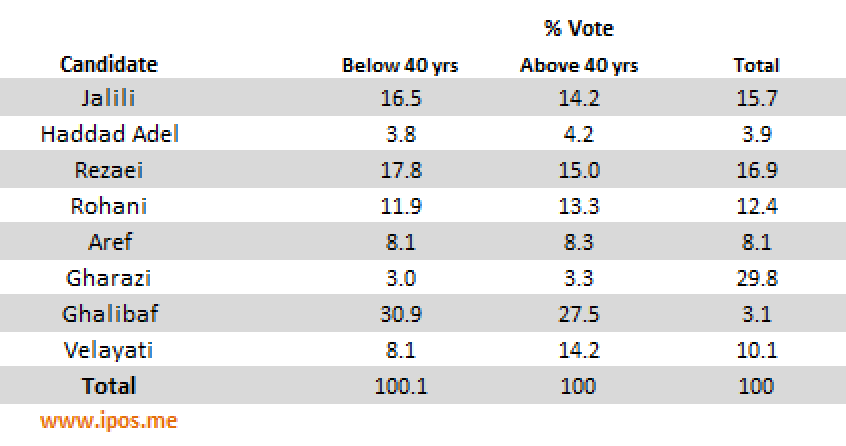 % Vote
Candidate Below 40 yrs Above 40 yrs Total
Jalili 16.5 14.2 15.7
Haddad Adel 3.8 4.2 3.9
Rezaei 17.8 15.0 16.9
Rohani 11.9 13.3 12.4
Aref 8.1 8.3 8.1
Gharazi 3.0 3.3 29.8
Ghalibaf 30.9 27.5 3.1
Velayati 8.1 14.2 10.1
Total 100.1 100 100
www.ipos.me